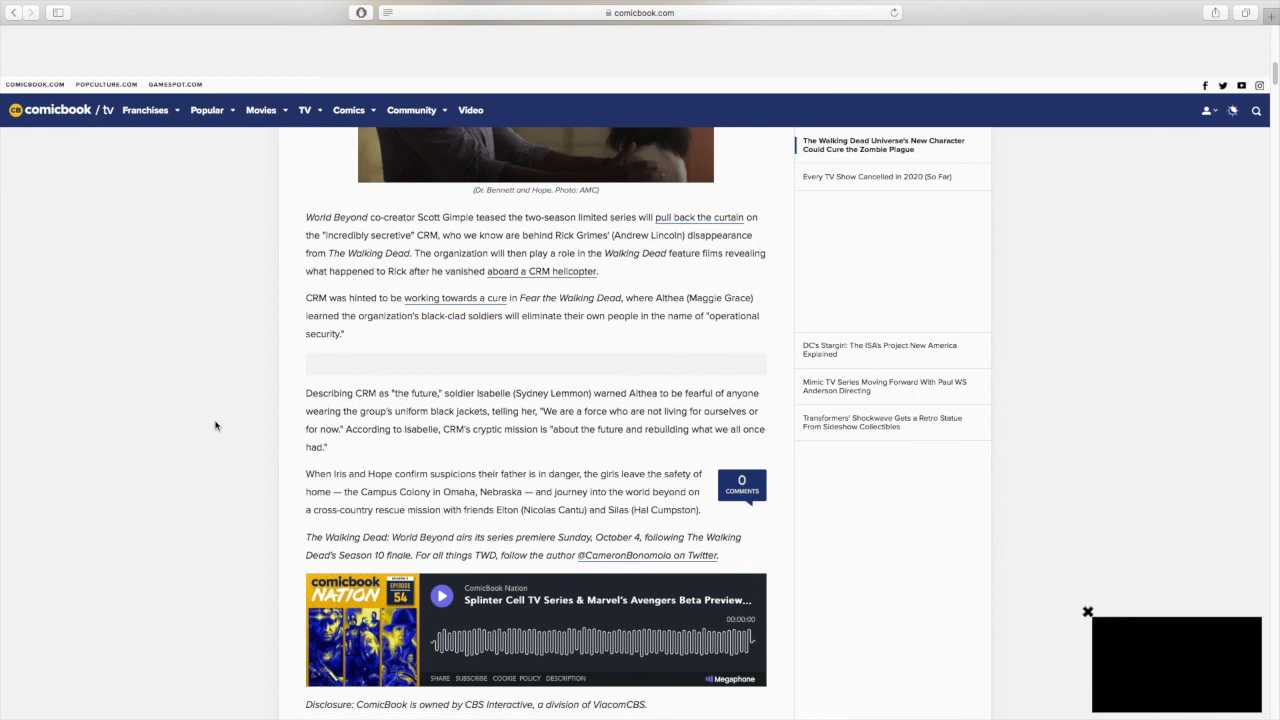 comicbook.com
COMICBOOK.COM POPCULTURE.COM GAMESPOT.COM
CB comicbook / tv Franchises Popular Movies TV Comics Community Video
(Dr. Bennett and Hope. Photo: AMC)
World Beyond co-creator Scott Gimple teased the two-season limited series will pull back the curtain on
the "incredibly secretive" CRM, who we know are behind Rick Grimes' (Andrew Lincoln) disappearance
from The Walking Dead. The organization will then play a role in the Walking Dead feature films revealing
what happened to Rick after he vanished aboard a CRM helicopter.
CRM was hinted to be working towards a cure in Fear the Walking Dead, where Althea (Maggie Grace)
learned the organization's black-clad soldiers will eliminate their own people in the name of "operational
security."
Describing CRM as "the future," soldier Isabelle (Sydney Lemmon) warned Althea to be fearful of anyone
wearing the group's uniform black jackets, telling her, "We are a force who are not living for ourselves or
for now." According to Isabelle, CRM's cryptic mission is "about the future and rebuilding what we all once
had."
When Iris and Hope confirm suspicions their father is in danger, the girls leave the safety of
home — the Campus Colony in Omaha, Nebraska — and journey into the world beyond on
a cross-country rescue mission with friends Elton (Nicolas Cantu) and Silas (Hal Cumpston).
0
COMMENTS
The Walking Dead: World Beyond airs its series premiere Sunday, October 4, following The Walking
Dead's Season 10 finale. For all things TWD, follow the author @CameronBonomolo on Twitter.
comicbook
NATION
EPISODE
54
ComicBook Nation
Splinter Cell TV Series & Marvel's Avengers Beta Preview...
00:00:00
SHARE SUBSCRIBE COOKIE POLICY DESCRIPTION
Megaphone
Disclosure: ComicBook is owned by CBS Interactive, a division of ViacomCBS.
The Walking Dead Universe's New Character
Could Cure the Zombie Plague
Every TV Show Cancelled in 2020 (So Far)
DC's Stargirl: The ISA's Project New America
Explained
Mimic TV Series Moving Forward With Paul WS
Anderson Directing
Transformers' Shockwave Gets a Retro Statue
From Sideshow Collectibles